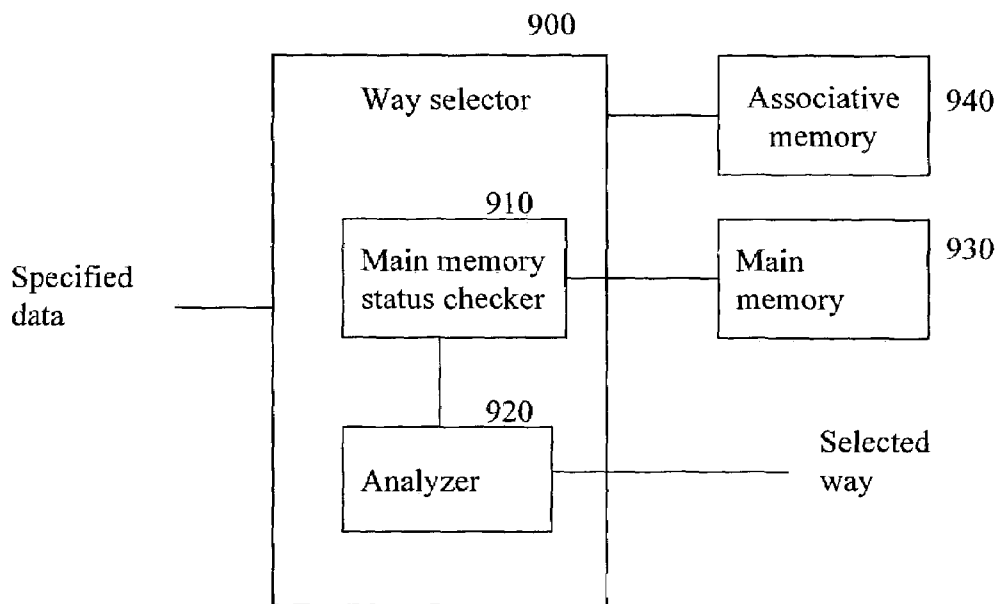 900
Way selector
Associative
memory
940
910
Main memory
status checker
Main
memory
930
Specified
data
920
Analyzer
Selected
way